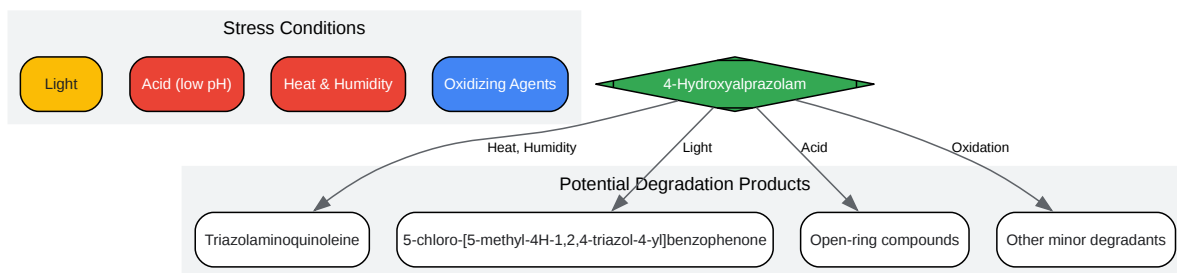 Stress Conditions
Light
Acid (low pH)
Heat & Humidity
Oxidizing Agents
4-Hydroxyalprazolam
Heat, Humidity
Light
Acid
Oxidation
Potential Degradation Products
Triazolaminoquinoleine
5-chloro-[5-methyl-4H-1,2,4-triazol-4-yl]benzophenone
Open-ring compounds
Other minor degradants